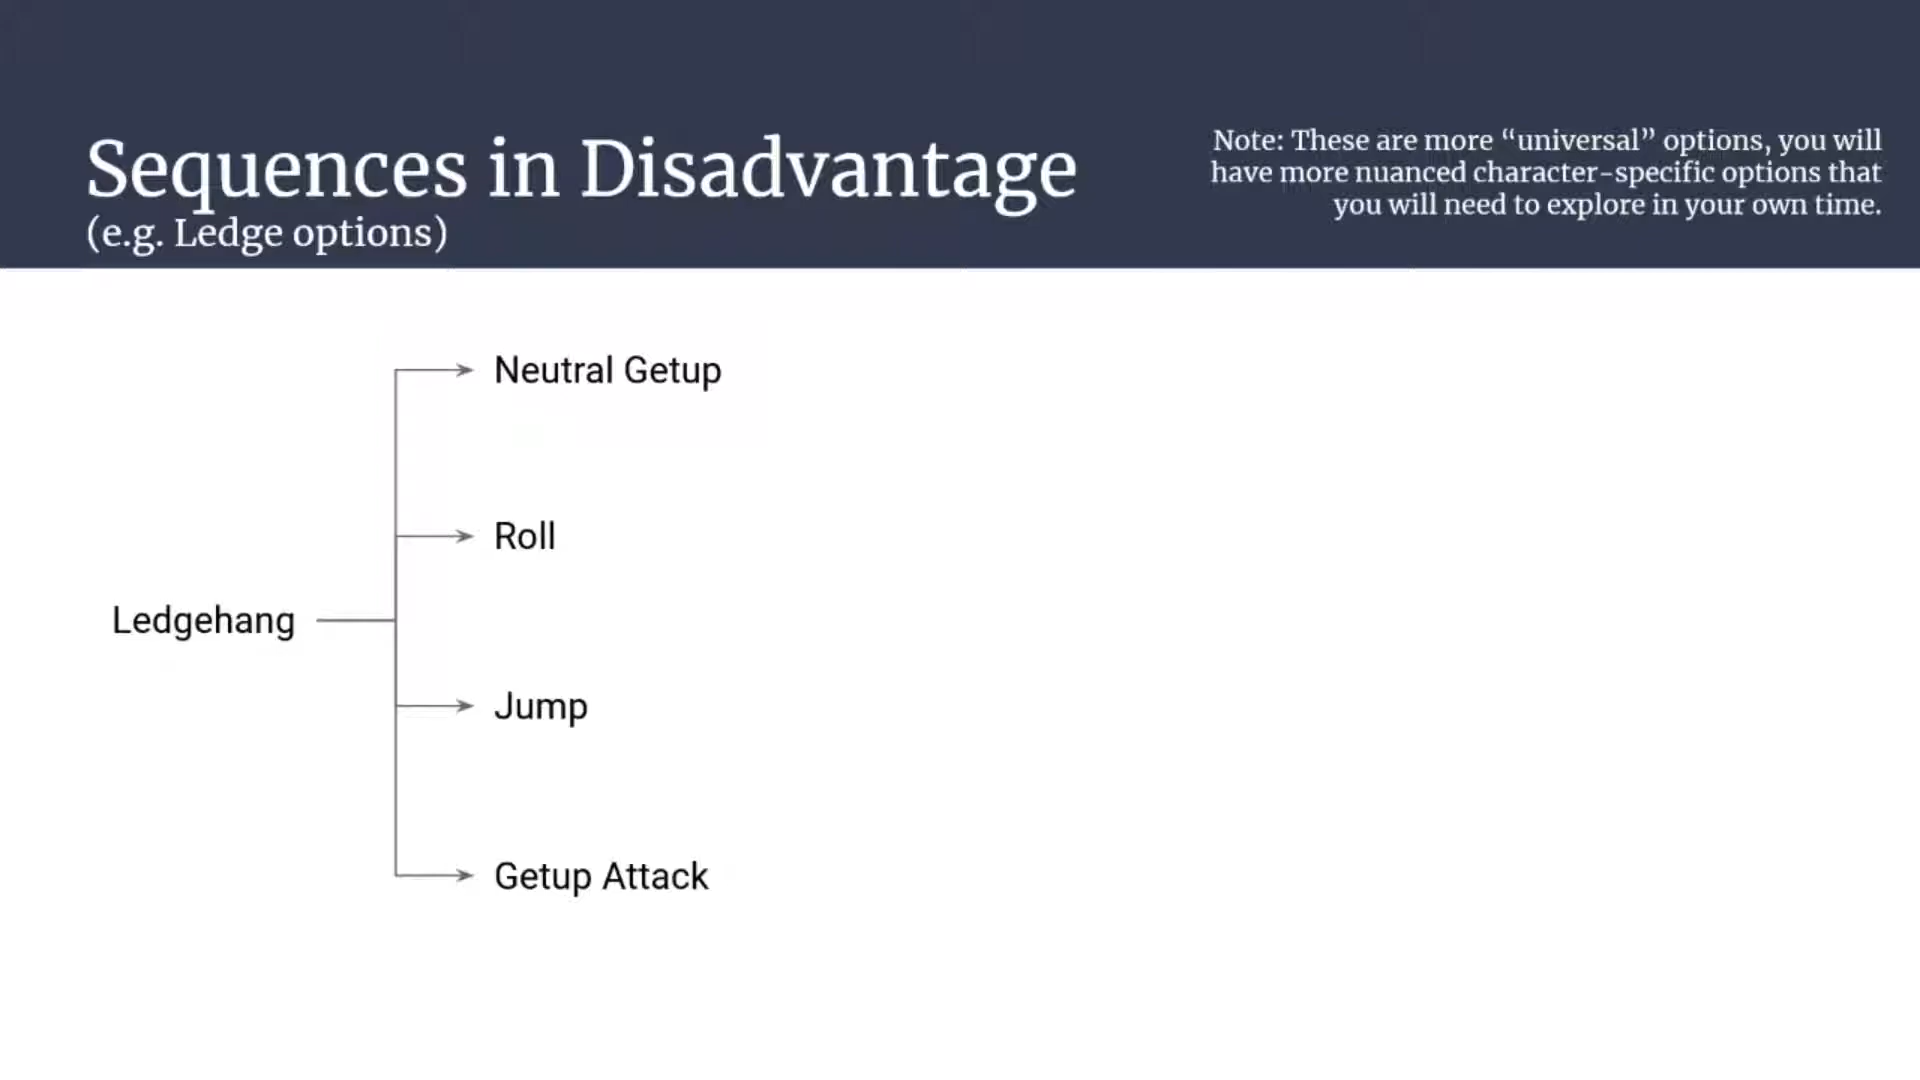 Sequences in Disadvantage
(e.g. Ledge options)
Note: These are more “universal” options, you will
have more nuanced character-specific options that
you will need to explore in your own time.
Neutral Getup
Roll
Ledgehang
Jump
Getup Attack